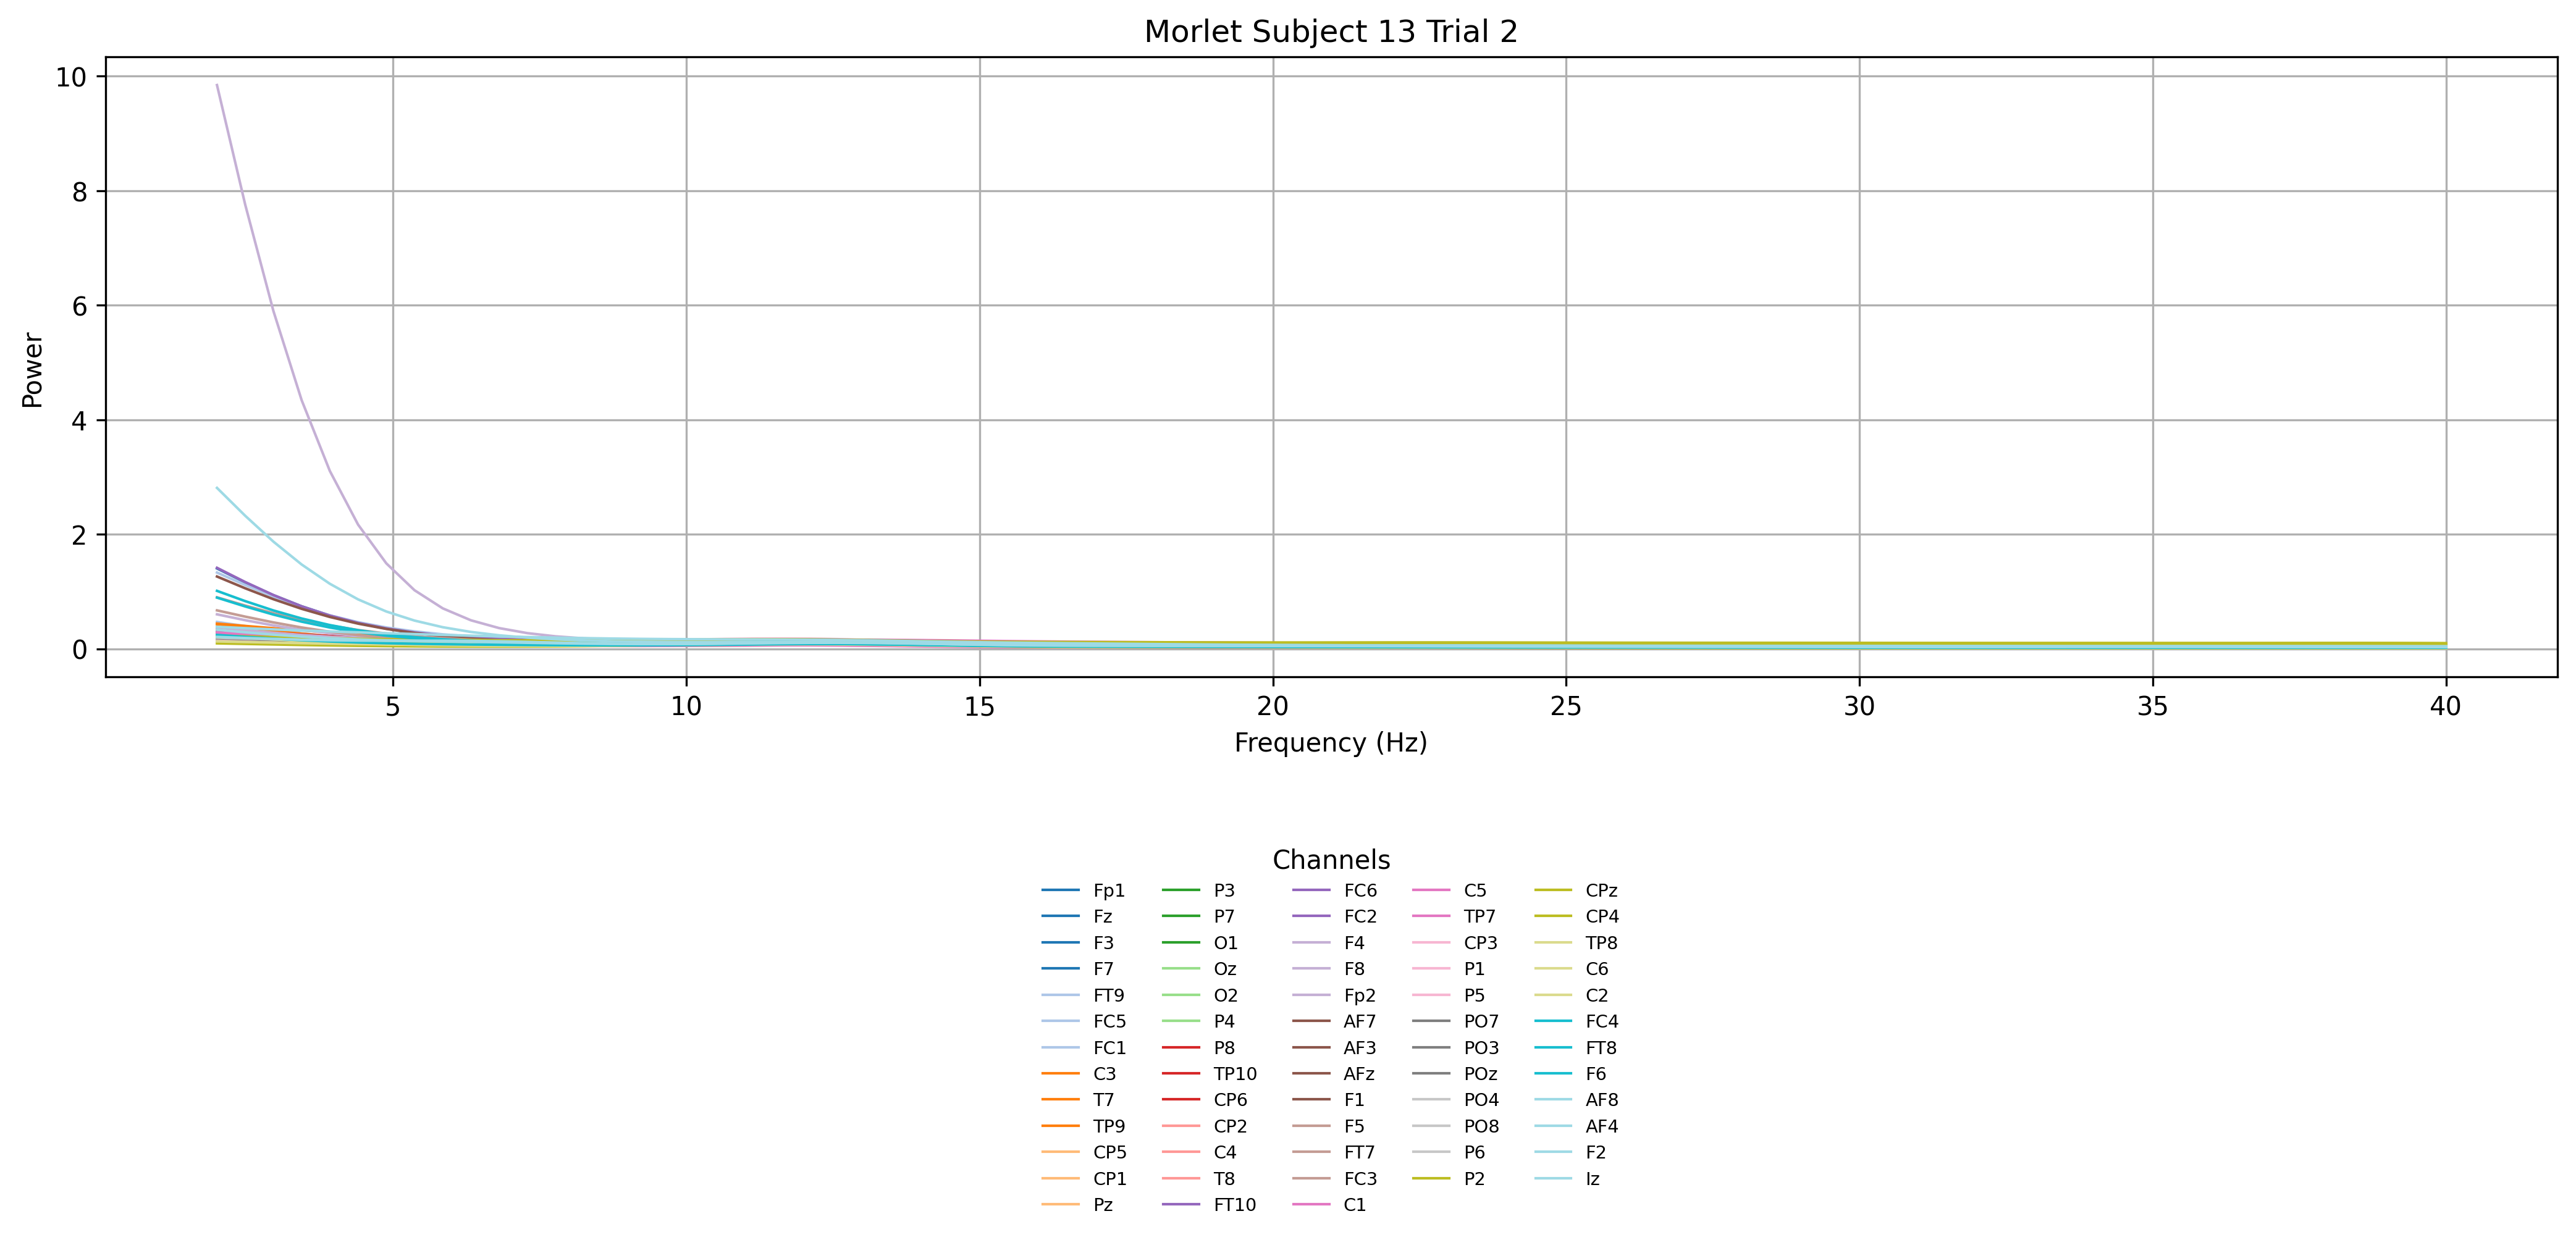 Morlet Subject 13 Trial 2
10
8
6
4
2
0
Power
5 10 15 20 25 30 35 40
Frequency (Hz)
Channels
Fp1 P3 FC6 C5 CPz
Fz P7 FC2 TP7 CP4
F3 O1 F4 CP3 TP8
F7 Oz F8 P1 C6
FT9 O2 Fp2 P5 C2
FC5 P4 AF7 PO7 FC4
FC1 P8 AF3 PO3 FT8
C3 TP10 AFz POz F6
T7 CP6 F1 PO4 AF8
TP9 CP2 F5 PO8 AF4
CP5 C4 FT7 P6 F2
CP1 T8 FC3 P2 Iz
Pz FT10 C1